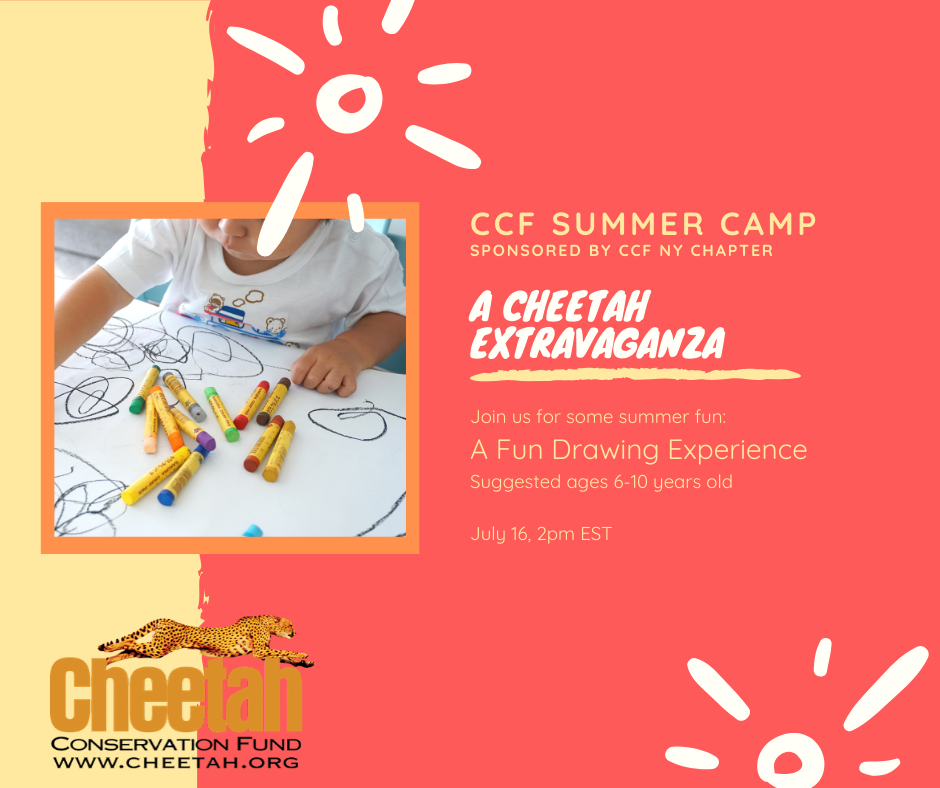 CCF SUMMER CAMP
SPONSORED BY CCF NY CHAPTER
A CHEETAH
EXTRAVAGANZA
Join us for some summer fun:
A Fun Drawing Experience
Suggested ages 6-10 years old
July 16, 2pm EST
Cheetah
CONSERVATION FUND
WWW.CHEETAH.ORG